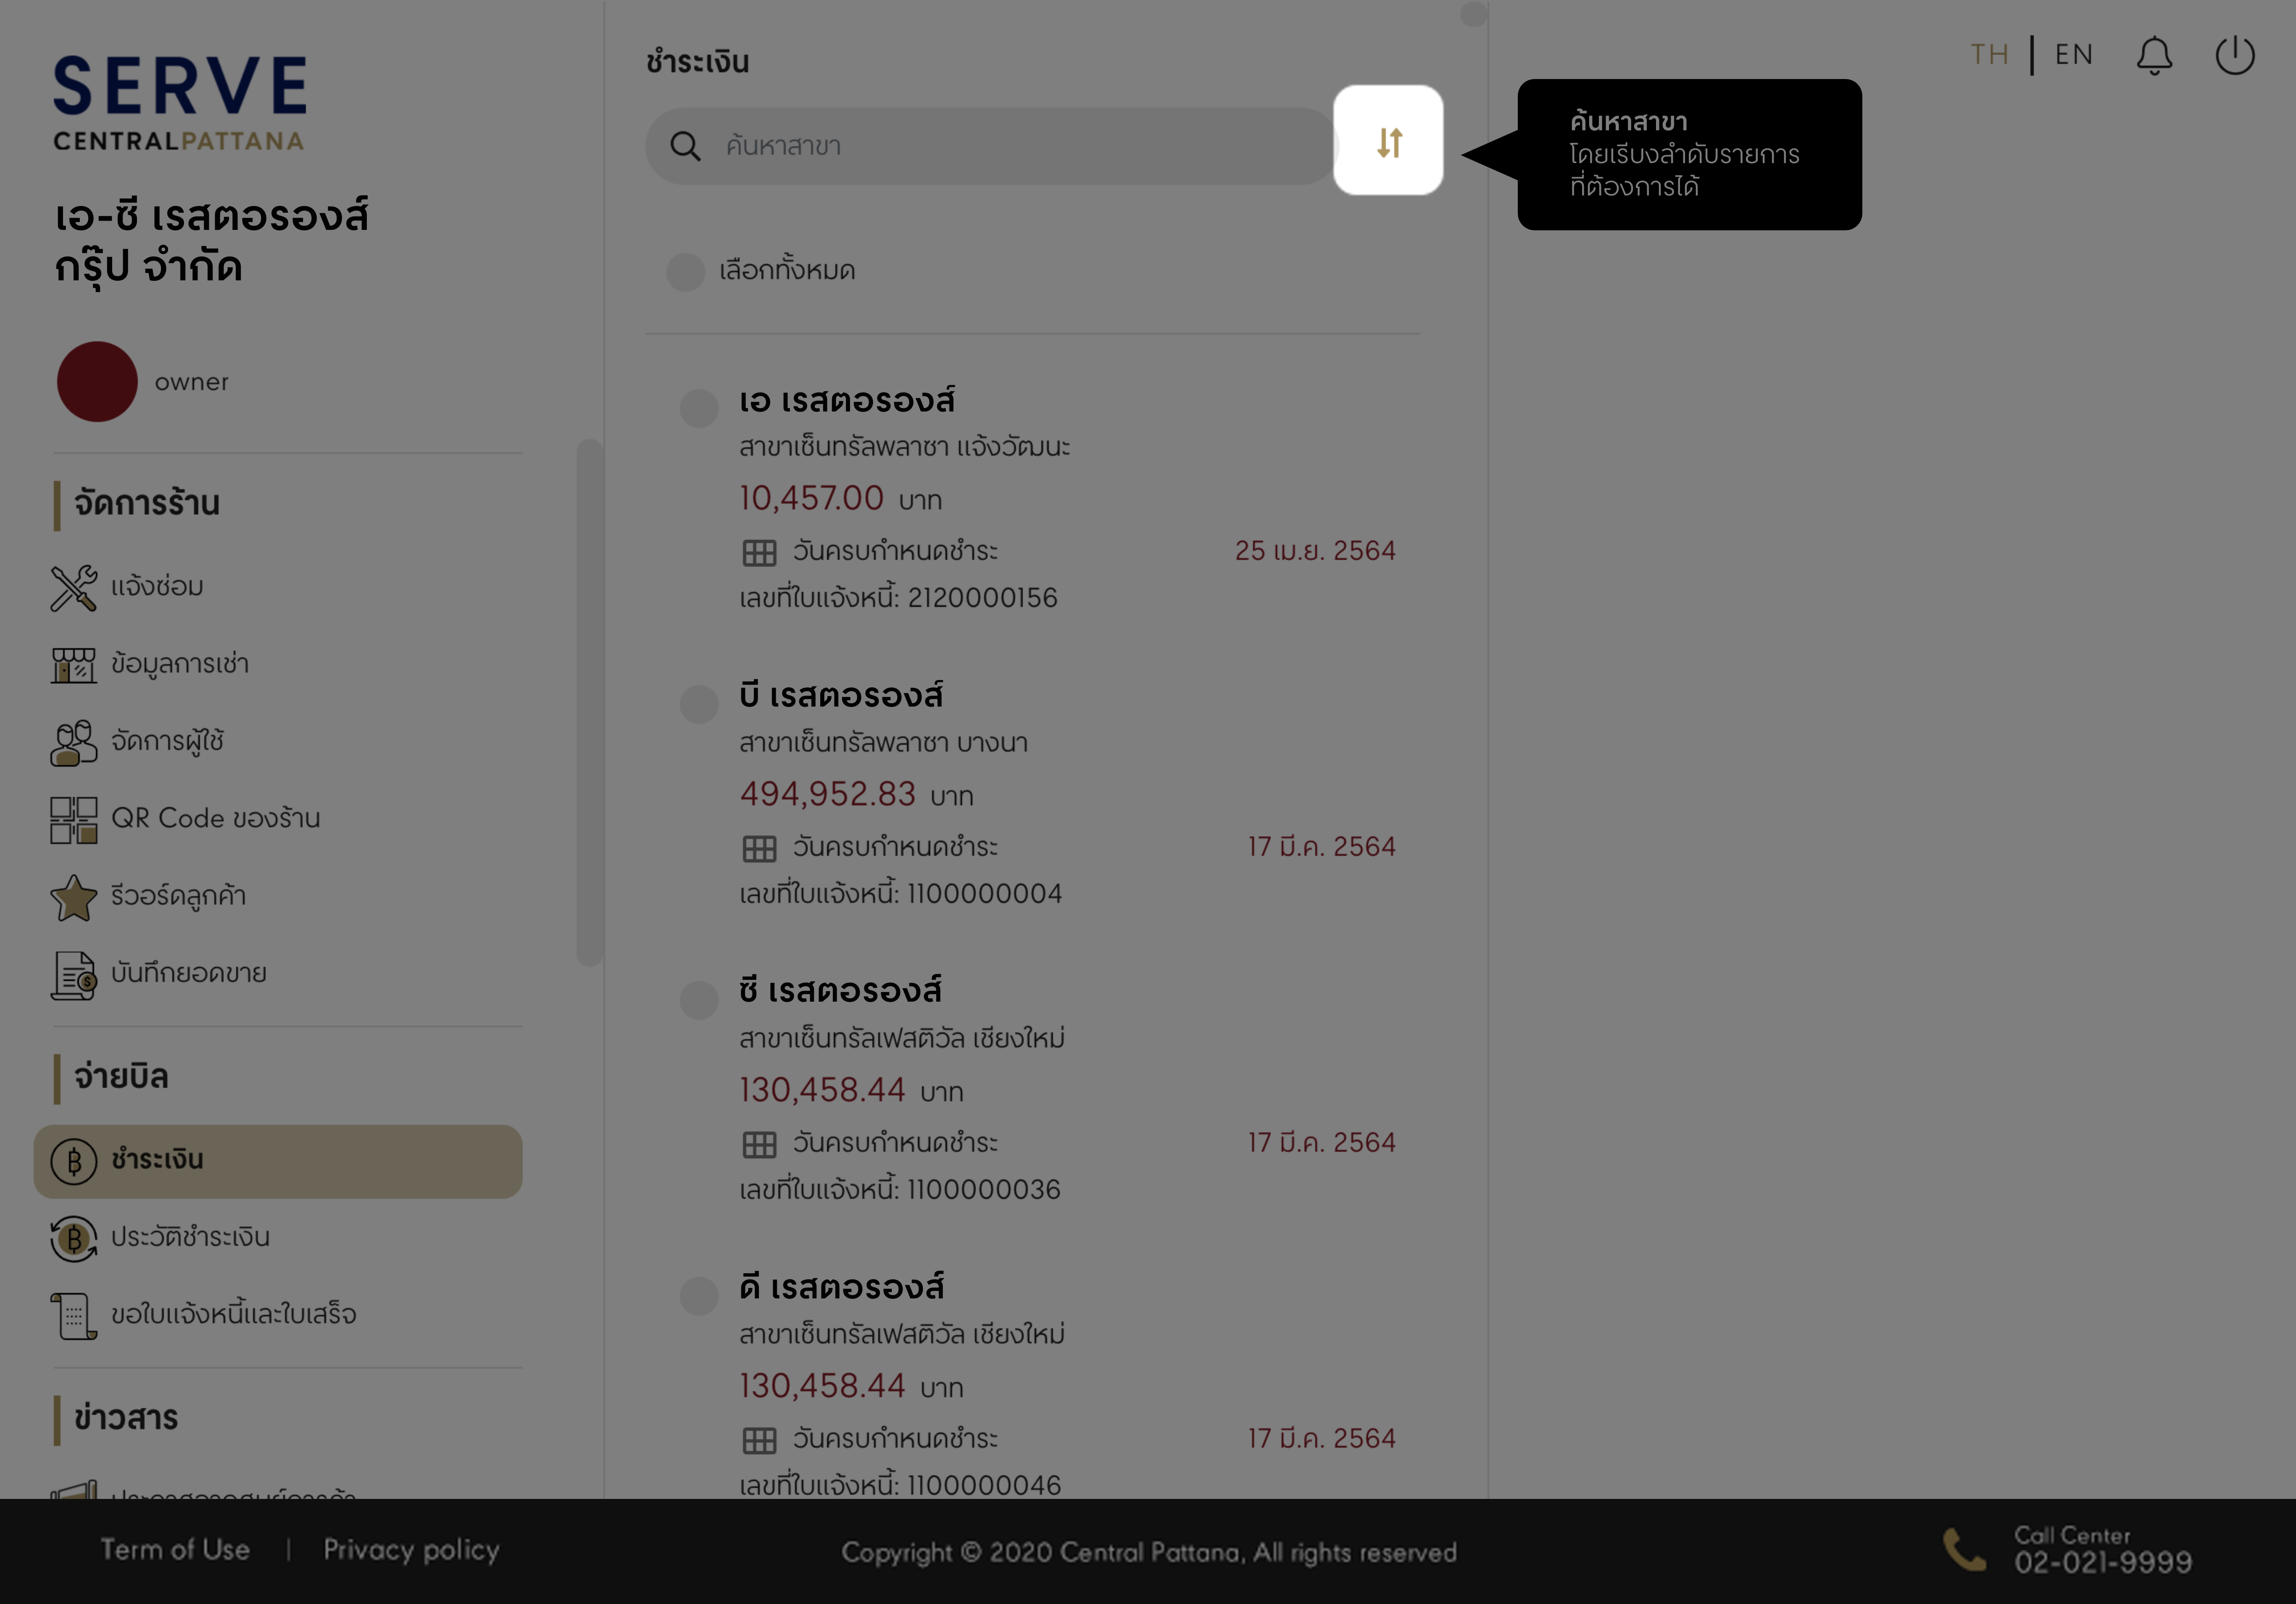 SERVE
CENTRALPATTANA
เอ-ซี เรสตอรองส์
กรุ๊ป จำกัด
owner
จัดการร้าน
แจ้งซ่อม
ข้อมูลการเช่า
จัดการผู้ใช้
QR Code ของร้าน
รีวอร์ดลูกค้า
บันทึกยอดขาย
จ่ายบิล
฿ ชำระเงิน
฿ ประวัติชำระเงิน
ขอใบแจ้งหนี้และใบเสร็จ
ข่าวสาร
ชำระเงิน
ค้นหาสาขา
เลือกทั้งหมด
เอ เรสตอรองส์
สาขาเซ็นทรัลพลาซา แจ้งวัฒนะ
10,457.00 บาท
วันครบกำหนดชำระ 25 เม.ย. 2564
เลขที่ใบแจ้งหนี้: 2120000156
บี เรสตอรองส์
สาขาเซ็นทรัลพลาซา บางนา
494,952.83 บาท
วันครบกำหนดชำระ 17 มี.ค. 2564
เลขที่ใบแจ้งหนี้: 1100000004
ซี เรสตอรองส์
สาขาเซ็นทรัลเฟสติวัล เชียงใหม่
130,458.44 บาท
วันครบกำหนดชำระ 17 มี.ค. 2564
เลขที่ใบแจ้งหนี้: 1100000036
ดี เรสตอรองส์
สาขาเซ็นทรัลเฟสติวัล เชียงใหม่
130,458.44 บาท
วันครบกำหนดชำระ 17 มี.ค. 2564
เลขที่ใบแจ้งหนี้: 1100000046
TH | EN
ค้นหาสาขา
โดยเรียงลำดับรายการ
ที่ต้องการได้
Term of Use | Privacy policy
Copyright © 2020 Central Pattana, All rights reserved
Call Center
02-021-9999